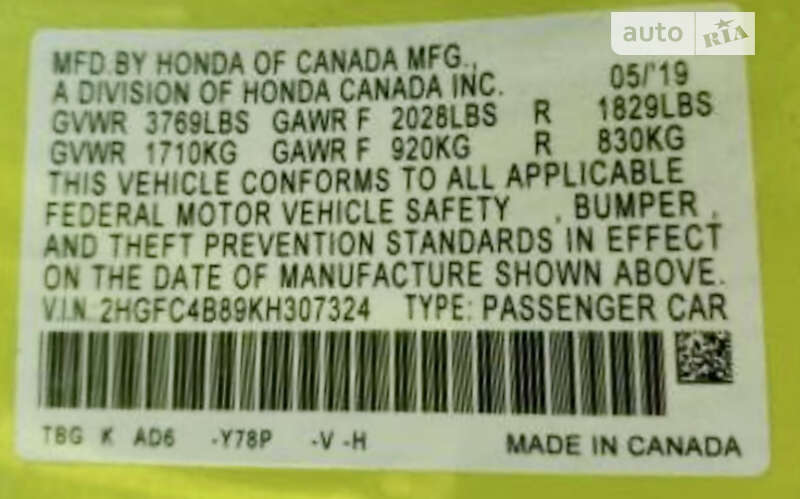 auto RIA
MFD.BY HONDA OF CANADA MFG.,
A DIVISION OF HONDA CANADA INC. 05/'19
GVWR 3769LBS GAWR F 2028LBS R 1829LBS
GVWR 1710KG GAWR F 920KG R 830KG
THIS VEHICLE CONFORMS TO ALL APPLICABLE
FEDERAL MOTOR VEHICLE SAFETY , BUMPER ,
AND THEFT PREVENTION STANDARDS IN EFFECT
ON THE DATE OF MANUFACTURE SHOWN ABOVE.
V.I.N. 2HGFC4B89KH307324 TYPE: PASSENGER CAR
TBG K AD6 -Y78P -V -H MADE IN CANADA